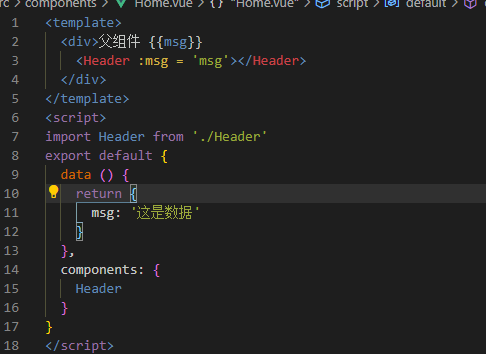 rc > components > Home.vue > {} "Home.vue" > script > default >
1 <template>
2 <div>父组件 {{msg}}
3 <Header :msg = 'msg'></Header>
4 </div>
5 </template>
6 <script>
7 import Header from './Header'
8 export default {
9 data () {
10 return {
11 msg: '这是数据'
12 }
13 },
14 components: {
15 Header
16 }
17 }
18 </script>